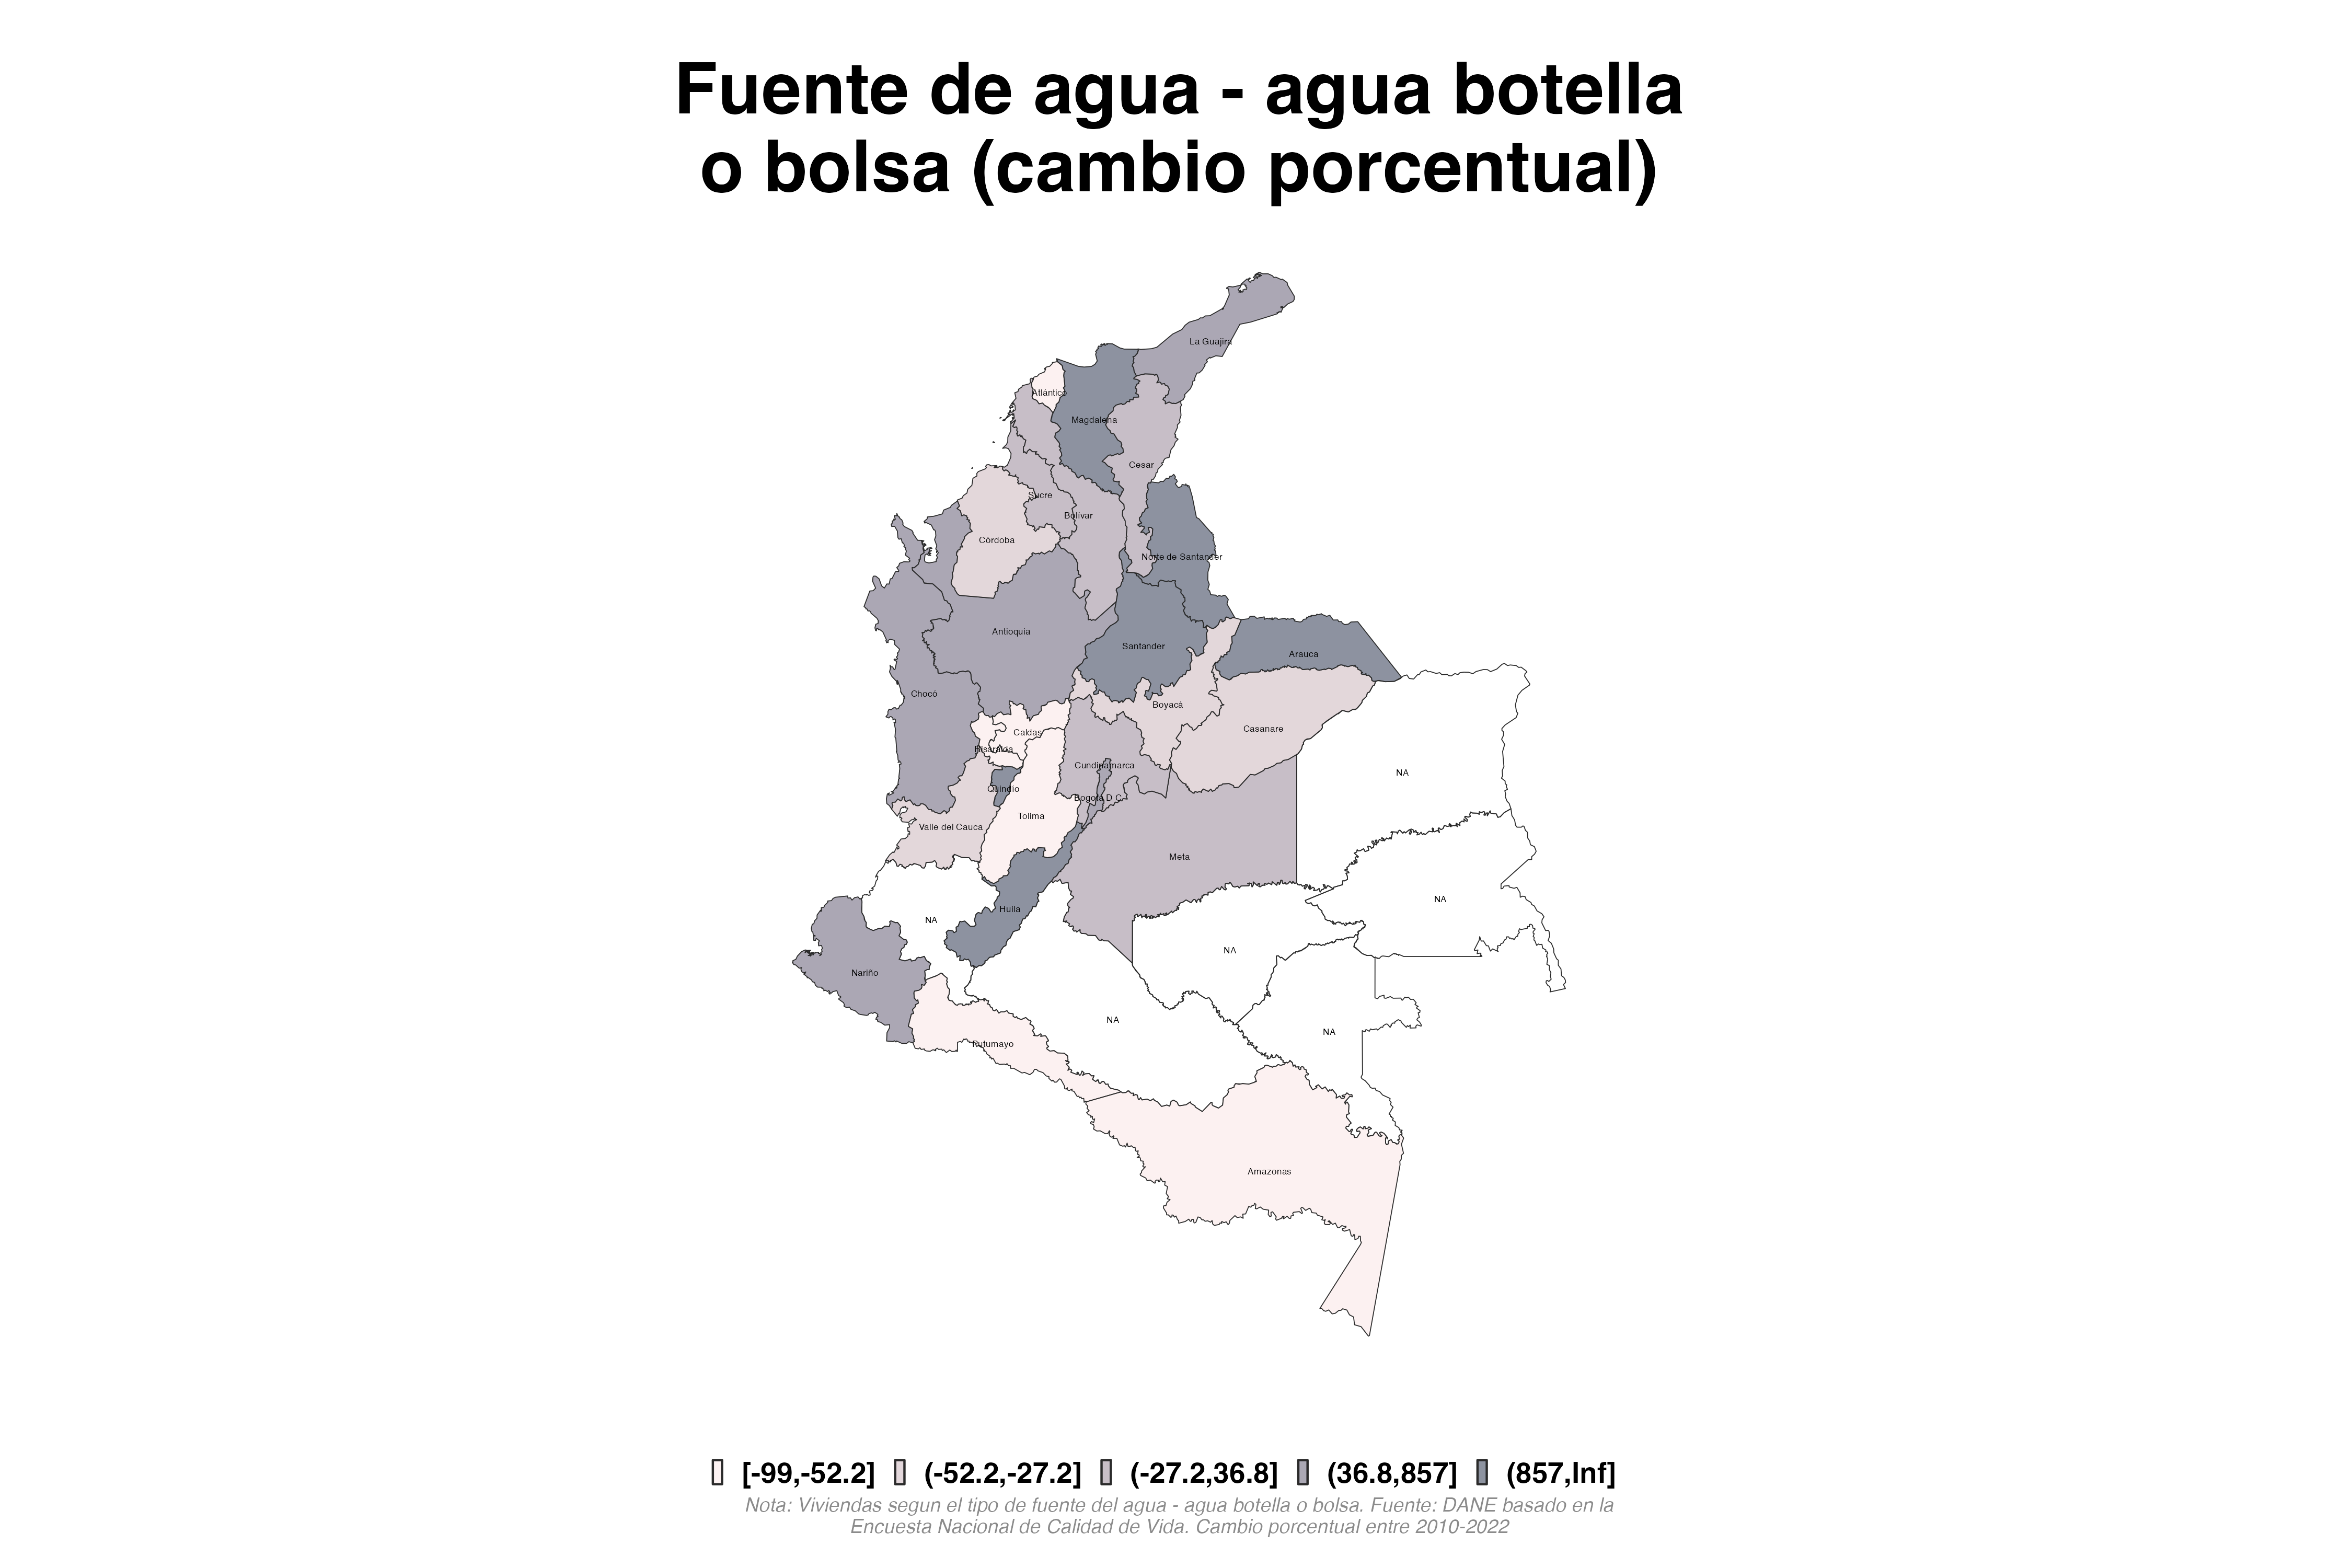 Fuente de agua - agua botella
o bolsa (cambio porcentual)
La Guajira
Atlántico
Magdalena
Cesar
Sucre
Bolívar
Córdoba
Norte de Santander
Antioquia
Santander
Arauca
Chocó
Boyacá
Casanare
Caldas
Risaralda
Cundinamarca
NA
Quindío
Bogotá D.C.
Tolima
Valle del Cauca
Meta
NA
Huila
NA
NA
Nariño
NA
NA
Putumayo
Amazonas
[-99,-52.2] (-52.2,-27.2] (-27.2,36.8] (36.8,857] (857,Inf]
Nota: Viviendas segun el tipo de fuente del agua - agua botella o bolsa. Fuente: DANE basado en la
Encuesta Nacional de Calidad de Vida. Cambio porcentual entre 2010-2022